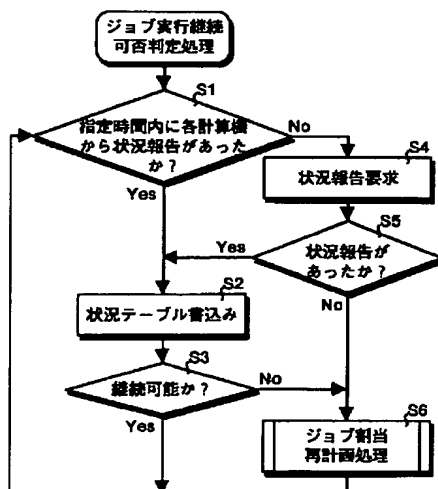 ジョブ実行継続
可否判定処理
S1
指定時間内に各計算機
から状況報告があった
か？
No
Yes
S4
状況報告要求
S5
状況報告が
あったか？
Yes
No
S2
状況テーブル書込み
S3
継続可能か？
No
Yes
S6
ジョブ割当
再計画処理